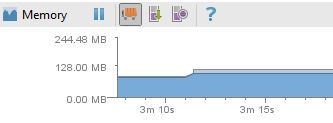 Memory
?
244.48 MB
128.00 MB
0.00 MB
3m 10s
3m 15s